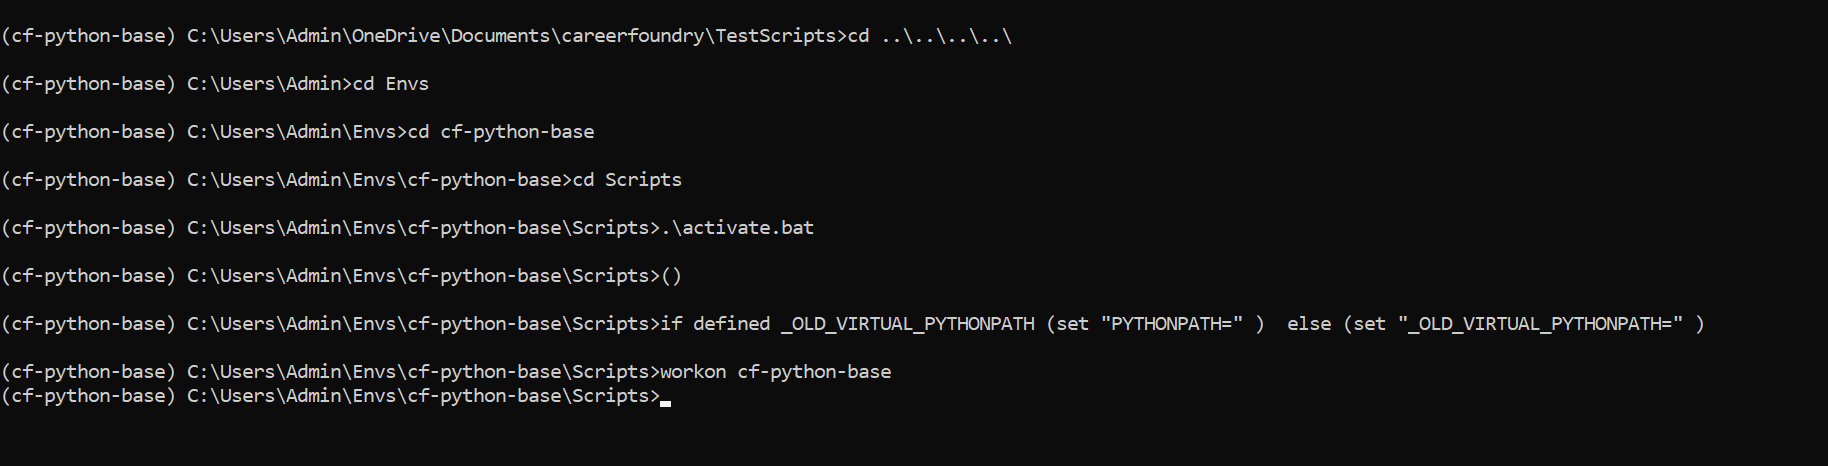 (cf-python-base) C:\Users\Admin\OneDrive\Documents\careerfoundry\TestScripts>cd ..\..\..\..\
(cf-python-base) C:\Users\Admin>cd Envs
(cf-python-base) C:\Users\Admin\Envs>cd cf-python-base
(cf-python-base) C:\Users\Admin\Envs\cf-python-base>cd Scripts
(cf-python-base) C:\Users\Admin\Envs\cf-python-base\Scripts>.\activate.bat
(cf-python-base) C:\Users\Admin\Envs\cf-python-base\Scripts>()
(cf-python-base) C:\Users\Admin\Envs\cf-python-base\Scripts>if defined _OLD_VIRTUAL_PYTHONPATH (set "PYTHONPATH=" )  else (set "_OLD_VIRTUAL_PYTHONPATH=" )
(cf-python-base) C:\Users\Admin\Envs\cf-python-base\Scripts>workon cf-python-base
(cf-python-base) C:\Users\Admin\Envs\cf-python-base\Scripts>